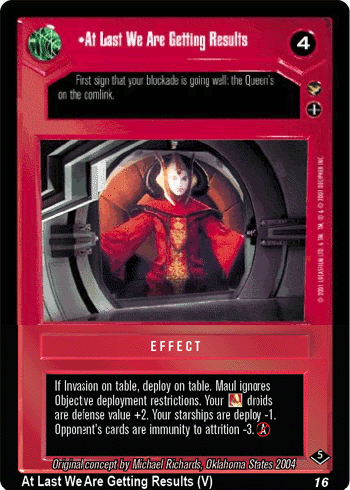 •At Last We Are Getting Results
4
First sign that your blockade is going well: the Queen's
on the comlink.
EFFECT
If Invasion on table, deploy on table. Maul ignores
Objective deployment restrictions. Your droids
are defense value +2. Your starships are deploy -1.
Opponent's cards are immunity to attrition -3. A
5
Original concept by Michael Richards, Oklahoma States 2004
At Last We Are Getting Results (V) 16